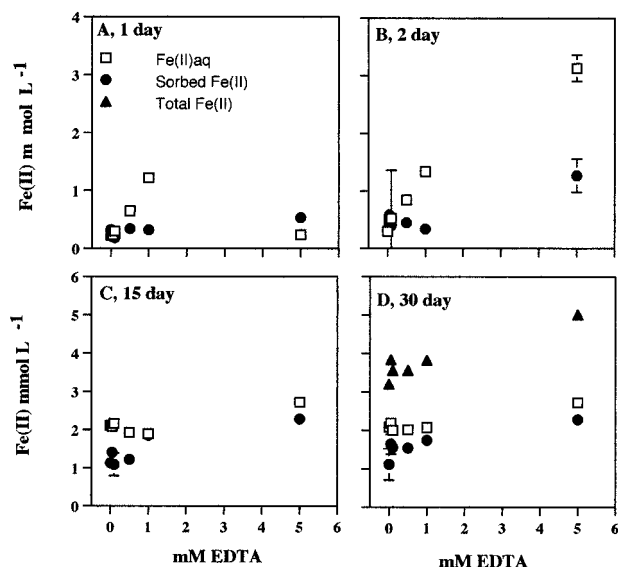 A, 1 day
B, 2 day
Fe(II)aq
Sorbed Fe(II)
Total Fe(II)
Fe(II) m mol L -1
4
3
2
1
0
C, 15 day
D, 30 day
Fe(II) mmol L -1
6
5
4
3
2
1
0
0 1 2 3 4 5 6
0 1 2 3 4 5 6
mM EDTA
mM EDTA